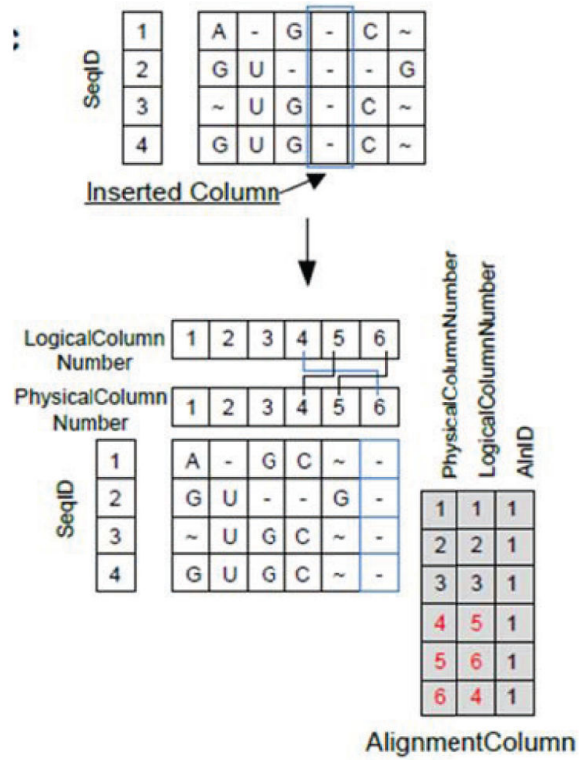 SeqID
1 A - G - C ~
2 G U - - - G
3 ~ U G - C ~
4 G U G - C ~
Inserted Column
LogicalColumn
Number
1 2 3 4 5 6
PhysicalColumn
Number
1 2 3 4 5 6
SeqID
1 A - G C ~ -
2 G U - - G -
3 ~ U G C ~ -
4 G U G C ~ -
PhysicalColumnNumber
LogicalColumnNumber
AlnID
1 1 1
2 2 1
3 3 1
4 5 1
5 6 1
6 4 1
AlignmentColumn